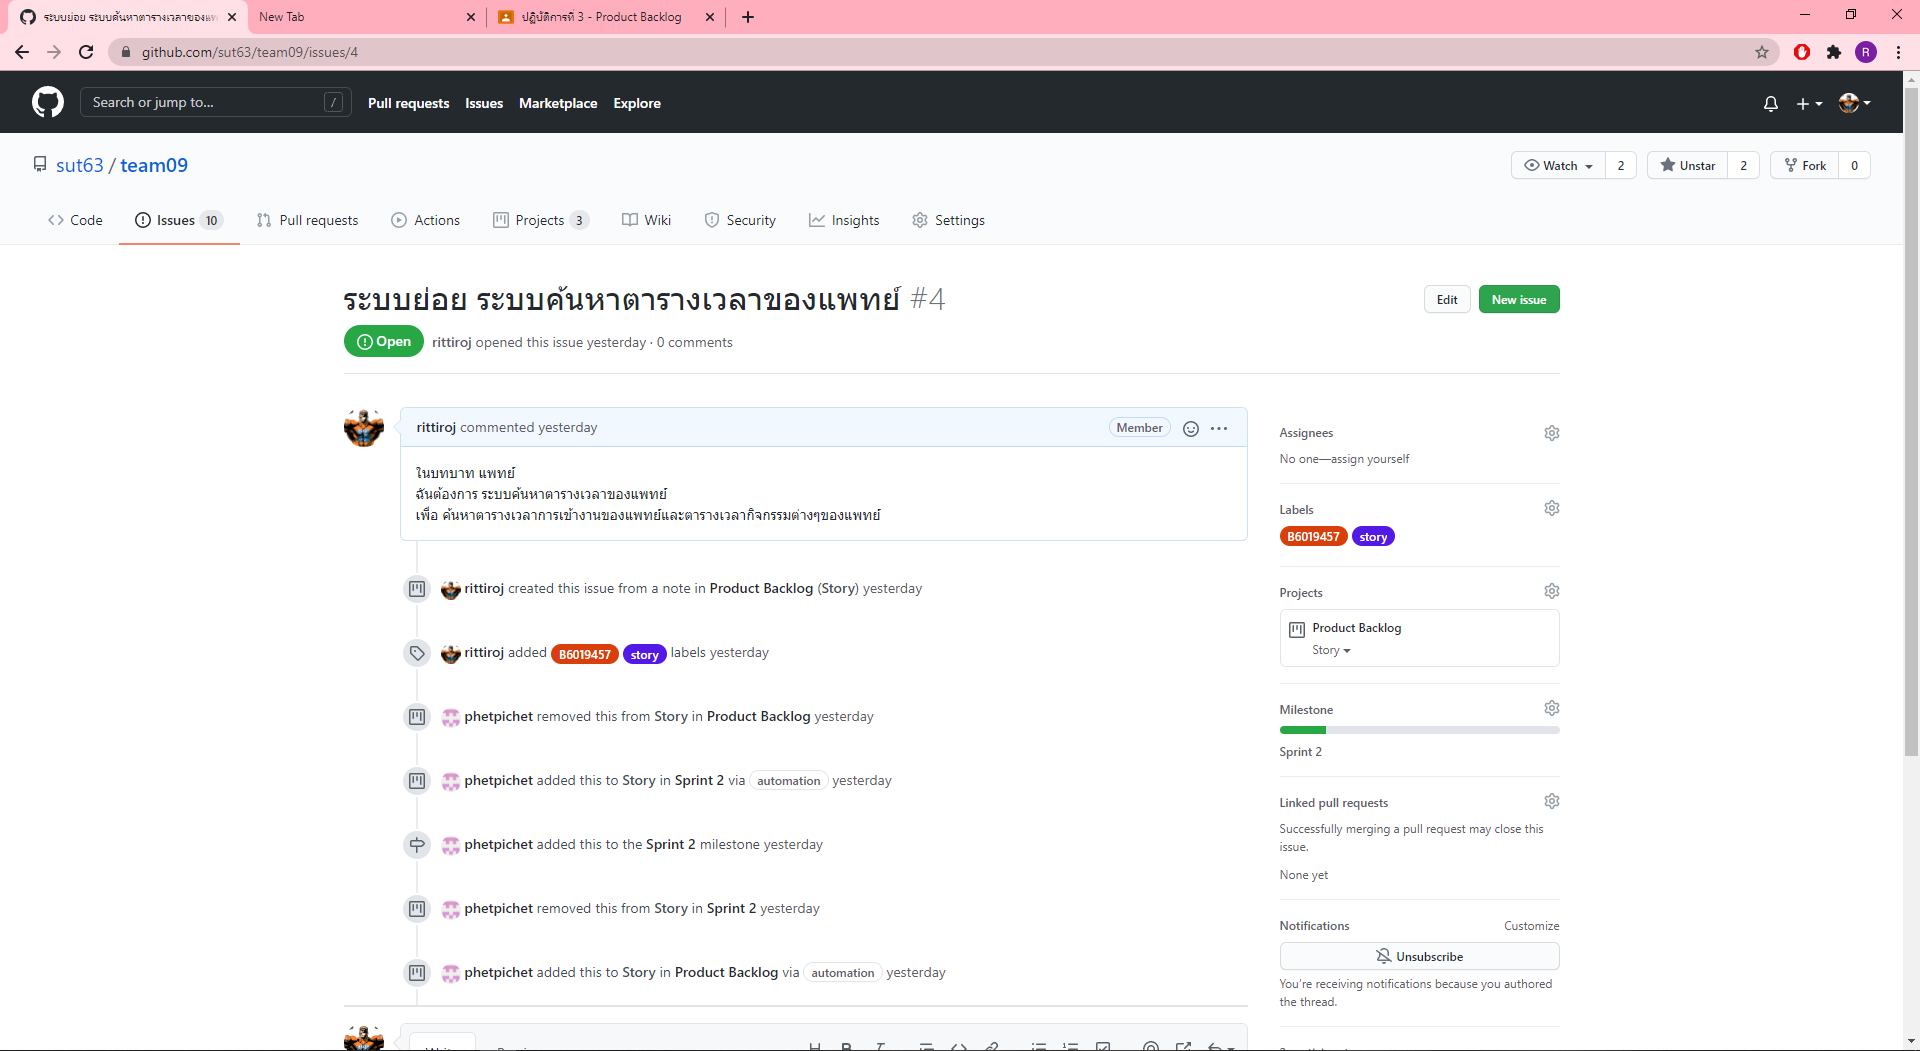 ระบบย่อย ระบบค้นหาตารางเวลาของแพท
New Tab
ปฏิบัติการที่ 3 - Product Backlog
github.com/sut63/team09/issues/4
R
Search or jump to... /
Pull requests Issues Marketplace Explore
sut63 / team09
Watch 2 Unstar 2 Fork 0
Code Issues 10 Pull requests Actions Projects 3 Wiki Security Insights Settings
ระบบย่อย ระบบค้นหาตารางเวลาของแพทย์ #4
Edit New issue
Open rittiroj opened this issue yesterday · 0 comments
rittiroj commented yesterday Member
ในบทบาท แพทย์
ฉันต้องการ ระบบค้นหาตารางเวลาของแพทย์
เพื่อ ค้นหาตารางเวลาการเข้างานของแพทย์และตารางเวลากิจกรรมต่างๆของแพทย์
rittiroj created this issue from a note in Product Backlog (Story) yesterday
rittiroj added B6019457 story labels yesterday
phetpichet removed this from Story in Product Backlog yesterday
phetpichet added this to Story in Sprint 2 via automation yesterday
phetpichet added this to the Sprint 2 milestone yesterday
phetpichet removed this from Story in Sprint 2 yesterday
phetpichet added this to Story in Product Backlog via automation yesterday
Assignees
No one—assign yourself
Labels
B6019457 story
Projects
Product Backlog
Story
Milestone
Sprint 2
Linked pull requests
Successfully merging a pull request may close this
issue.
None yet
Notifications Customize
Unsubscribe
You're receiving notifications because you authored
the thread.